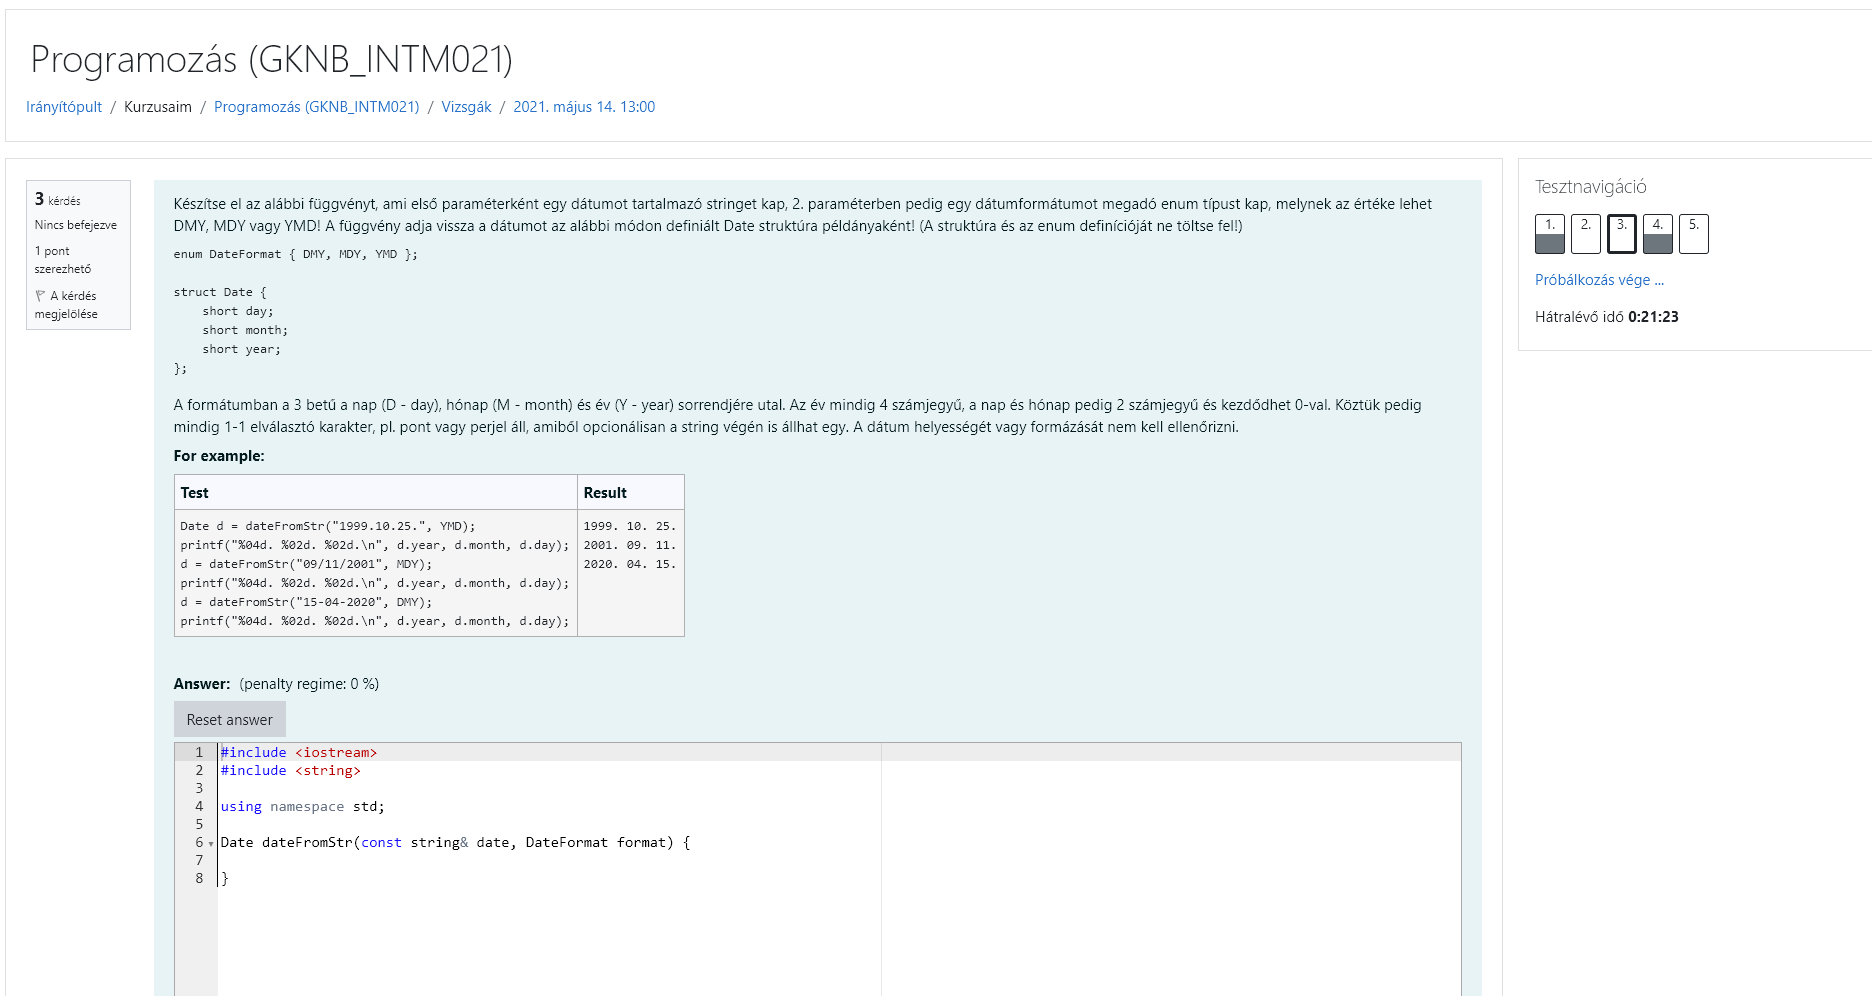 Programozás (GKNB_INTM021)
Irányítópult / Kurzusaim / Programozás (GKNB_INTM021) / Vizsgák / 2021. május 14. 13:00
3 kérdés
Nincs befejezve
1 pont
szerezhető
A kérdés
megjelölése
Készítse el az alábbi függvényt, ami első paraméterként egy dátumot tartalmazó stringet kap, 2. paraméterben pedig egy dátumformátumot megadó enum típust kap, melynek az értéke lehet
DMY, MDY vagy YMD! A függvény adja vissza a dátumot az alábbi módon definiált Date struktúra példányaként! (A struktúra és az enum definícióját ne töltse fel!)
enum DateFormat { DMY, MDY, YMD };
struct Date {
    short day;
    short month;
    short year;
};
A formátumban a 3 betű a nap (D - day), hónap (M - month) és év (Y - year) sorrendjére utal. Az év mindig 4 számjegyű, a nap és hónap pedig 2 számjegyű és kezdődhet 0-val. Köztük pedig
mindig 1-1 elválasztó karakter, pl. pont vagy perjel áll, amiből opcionálisan a string végén is állhat egy. A dátum helyességét vagy formázását nem kell ellenőrizni.
For example:
Test Result
Date d = dateFromStr("1999.10.25.", YMD);
printf("%04d. %02d. %02d.\n", d.year, d.month, d.day);
d = dateFromStr("09/11/2001", MDY);
printf("%04d. %02d. %02d.\n", d.year, d.month, d.day);
d = dateFromStr("15-04-2020", DMY);
printf("%04d. %02d. %02d.\n", d.year, d.month, d.day);
1999. 10. 25.
2001. 09. 11.
2020. 04. 15.
Answer: (penalty regime: 0 %)
Reset answer
1 #include <iostream>
2 #include <string>
3
4 using namespace std;
5
6 Date dateFromStr(const string& date, DateFormat format) {
7
8 }
Tesztnavigáció
1. 2. 3. 4. 5.
Próbálkozás vége ...
Hátralévő idő 0:21:23